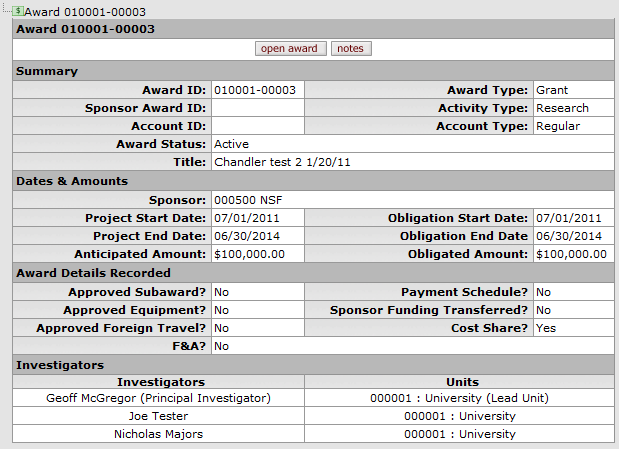 $ Award 010001-00003
Award 010001-00003
open award notes
Summary
Award ID: 010001-00003 Award Type: Grant
Sponsor Award ID: Activity Type: Research
Account ID: Account Type: Regular
Award Status: Active
Title: Chandler test 2 1/20/11
Dates & Amounts
Sponsor: 000500 NSF
Project Start Date: 07/01/2011 Obligation Start Date: 07/01/2011
Project End Date: 06/30/2014 Obligation End Date 06/30/2014
Anticipated Amount: $100,000.00 Obligated Amount: $100,000.00
Award Details Recorded
Approved Subaward? No Payment Schedule? No
Approved Equipment? No Sponsor Funding Transferred? No
Approved Foreign Travel? No Cost Share? Yes
F&A? No
Investigators
Investigators Units
Geoff McGregor (Principal Investigator) 000001 : University (Lead Unit)
Joe Tester 000001 : University
Nicholas Majors 000001 : University